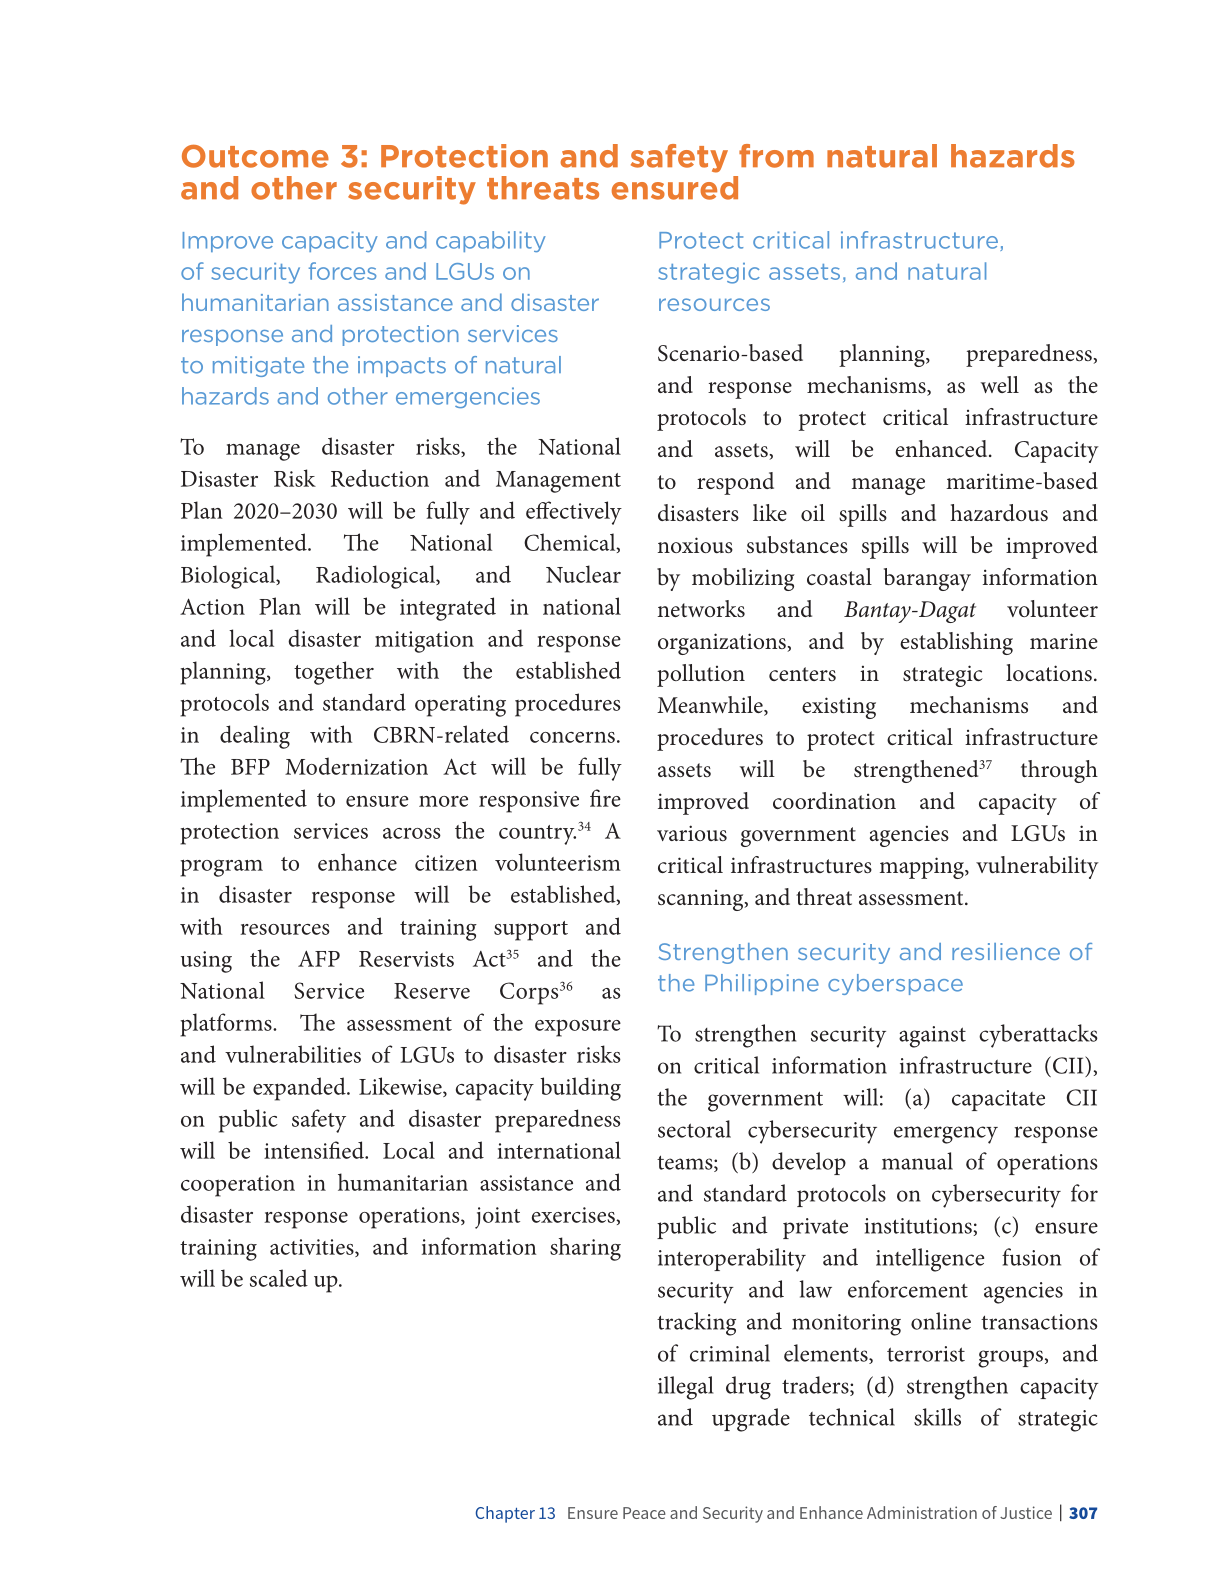 Outcome 3: Protection and safety from natural hazards
and other security threats ensured
Improve capacity and capability
of security forces and LGUs on
humanitarian assistance and disaster
response and protection services
to mitigate the impacts of natural
hazards and other emergencies
To manage disaster risks, the National
Disaster Risk Reduction and Management
Plan 2020–2030 will be fully and effectively
implemented. The National Chemical,
Biological, Radiological, and Nuclear
Action Plan will be integrated in national
and local disaster mitigation and response
planning, together with the established
protocols and standard operating procedures
in dealing with CBRN-related concerns.
The BFP Modernization Act will be fully
implemented to ensure more responsive fire
protection services across the country.34 A
program to enhance citizen volunteerism
in disaster response will be established,
with resources and training support and
using the AFP Reservists Act35 and the
National Service Reserve Corps36 as
platforms. The assessment of the exposure
and vulnerabilities of LGUs to disaster risks
will be expanded. Likewise, capacity building
on public safety and disaster preparedness
will be intensified. Local and international
cooperation in humanitarian assistance and
disaster response operations, joint exercises,
training activities, and information sharing
will be scaled up.
Protect critical infrastructure,
strategic assets, and natural
resources
Scenario-based planning, preparedness,
and response mechanisms, as well as the
protocols to protect critical infrastructure
and assets, will be enhanced. Capacity
to respond and manage maritime-based
disasters like oil spills and hazardous and
noxious substances spills will be improved
by mobilizing coastal barangay information
networks and Bantay-Dagat volunteer
organizations, and by establishing marine
pollution centers in strategic locations.
Meanwhile, existing mechanisms and
procedures to protect critical infrastructure
assets will be strengthened37 through
improved coordination and capacity of
various government agencies and LGUs in
critical infrastructures mapping, vulnerability
scanning, and threat assessment.
Strengthen security and resilience of
the Philippine cyberspace
To strengthen security against cyberattacks
on critical information infrastructure (CII),
the government will: (a) capacitate CII
sectoral cybersecurity emergency response
teams; (b) develop a manual of operations
and standard protocols on cybersecurity for
public and private institutions; (c) ensure
interoperability and intelligence fusion of
security and law enforcement agencies in
tracking and monitoring online transactions
of criminal elements, terrorist groups, and
illegal drug traders; (d) strengthen capacity
and upgrade technical skills of strategic
Chapter 13 Ensure Peace and Security and Enhance Administration of Justice | 307